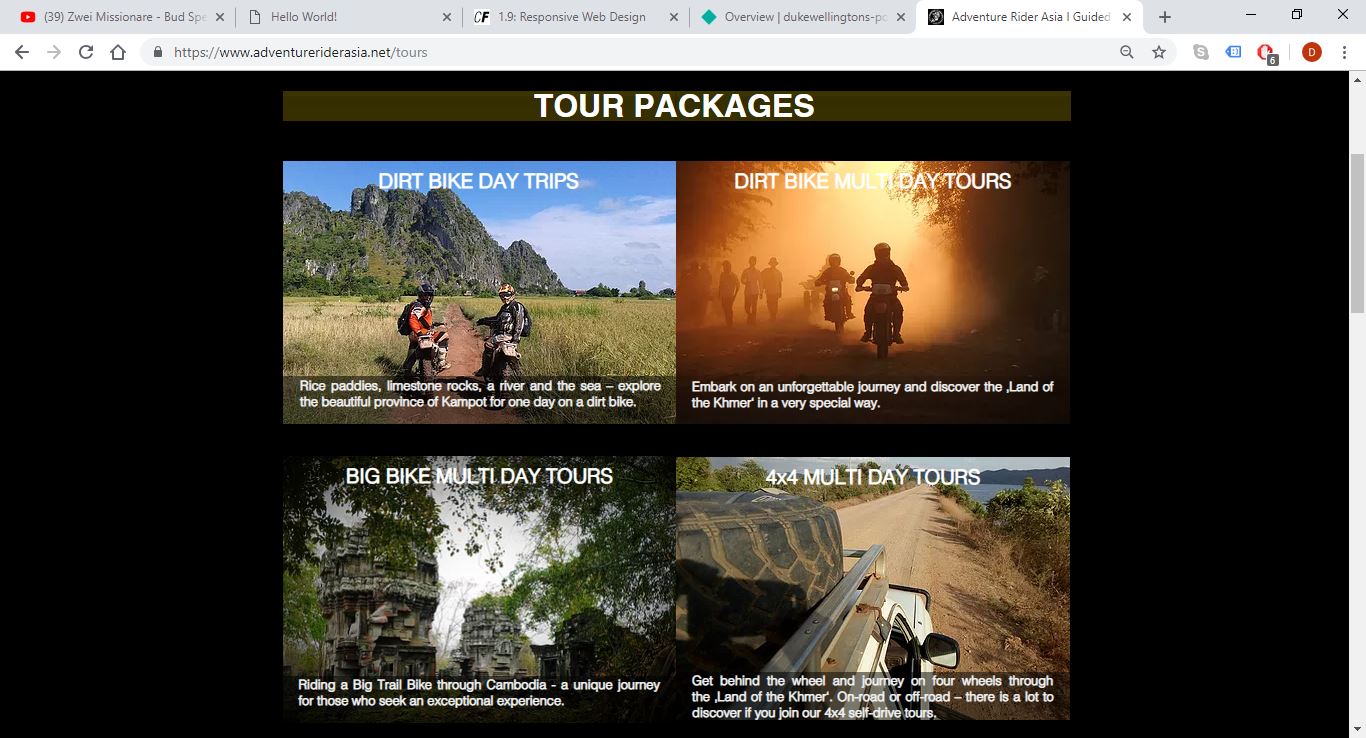 (39) Zwei Missionare - Bud Spe
Hello World!
CF 1.9: Responsive Web Design
Overview | dukewellingtons-po
Adventure Rider Asia I Guided
https://www.adventureriderasia.net/tours
6
D
TOUR PACKAGES
DIRT BIKE DAY TRIPS
Rice paddies, limestone rocks, a river and the sea – explore
the beautiful province of Kampot for one day on a dirt bike.
DIRT BIKE MULTI DAY TOURS
Embark on an unforgettable journey and discover the ‚Land of
the Khmer‘ in a very special way.
BIG BIKE MULTI DAY TOURS
Riding a Big Trail Bike through Cambodia - a unique journey
for those who seek an exceptional experience.
4x4 MULTI DAY TOURS
Get behind the wheel and journey on four wheels through
the ‚Land of the Khmer‘. On-road or off-road – there is a lot to
discover if you join our 4x4 self-drive tours.